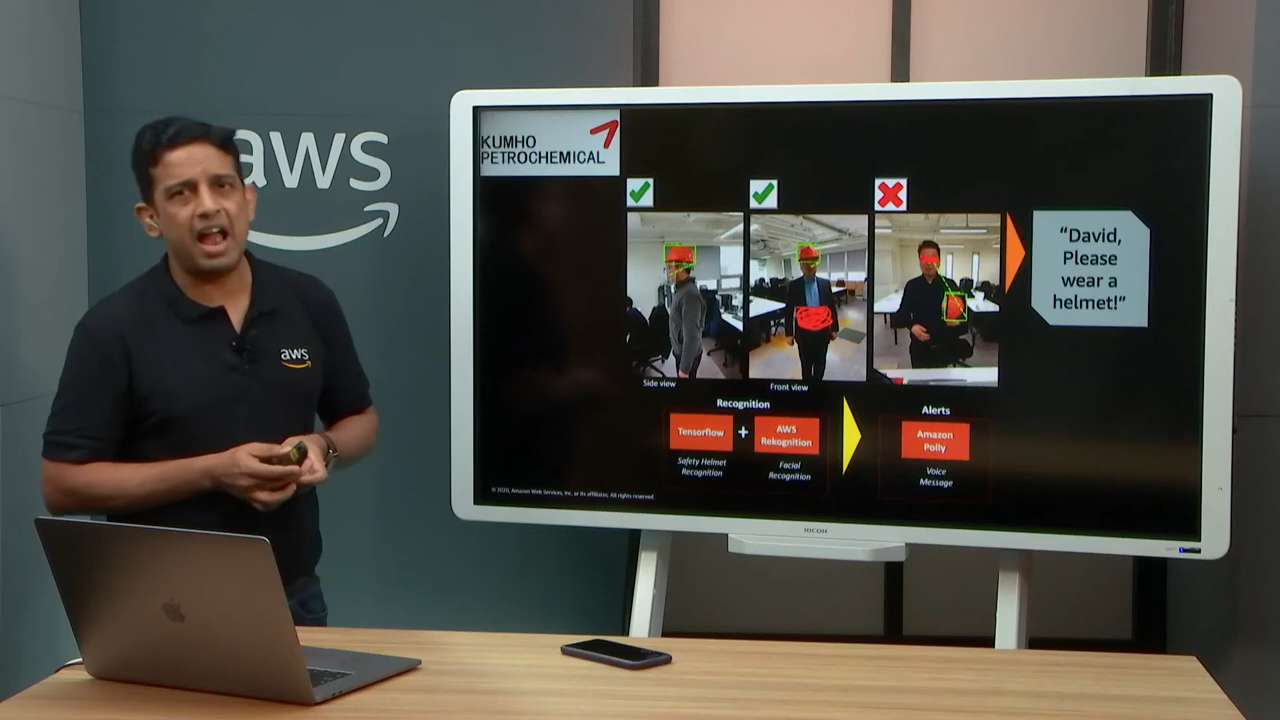 aws
aws
KUMHO
PETROCHEMICAL
“David,
Please
wear a
helmet!”
Side view
Front view
Recognition
Tensorflow
+
AWS
Rekognition
Safety Helmet
Recognition
Facial
Recognition
Alerts
Amazon
Polly
Voice
Message
© 2020, Amazon Web Services, Inc. or its affiliates. All rights reserved.
RICOH